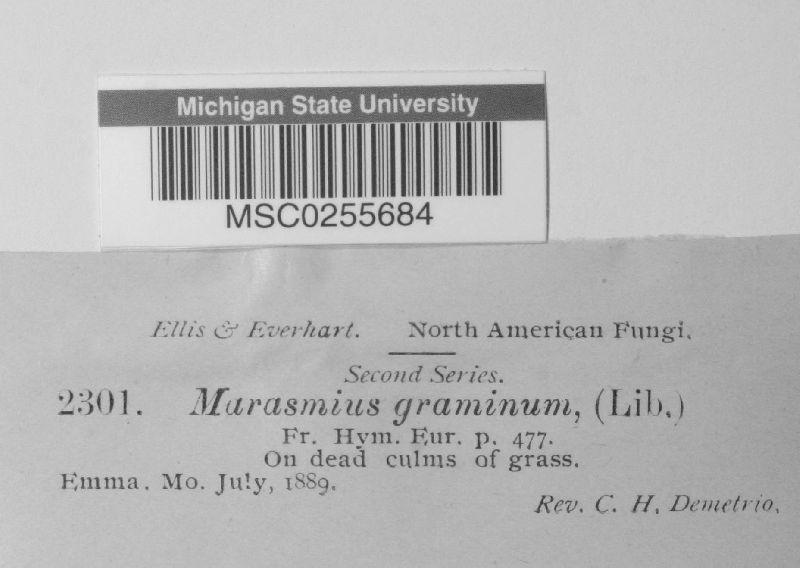 Michigan State University
MSC0255684
Ellis & Everhart. North American Fungi.
Second Series.
2301. Marasmius graminum, (Lib.)
Fr. Hym. Eur. p. 477.
On dead culms of grass.
Emma. Mo. July, 1889.
Rev. C. H. Demetrio.